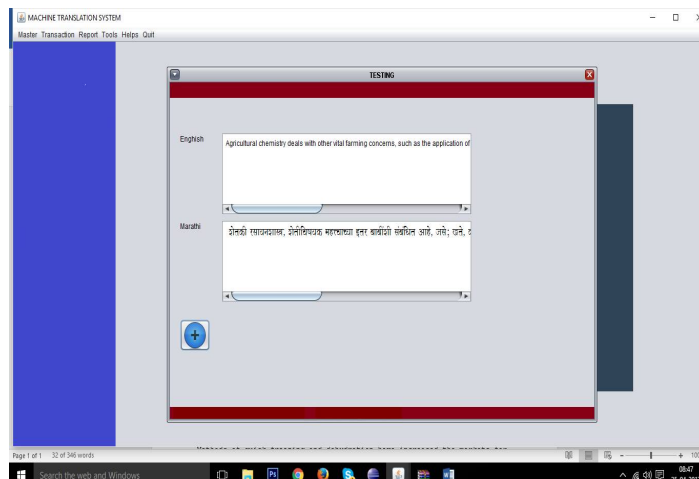 MACHINE TRANSLATION SYSTEM
Master Transaction Report Tools Helps Quit
TESTING
Enghish
Agricultural chemistry deals with other vital farming concerns, such as the application of
Marathi
शेतकी रसायनशास्त्र, शेतीविषयक महत्त्वाच्या इतर बाबींशी संबंधित आहे, जसे; खते,
Page 1 of 1 32 of 346 words
100
Search the web and Windows
08:47